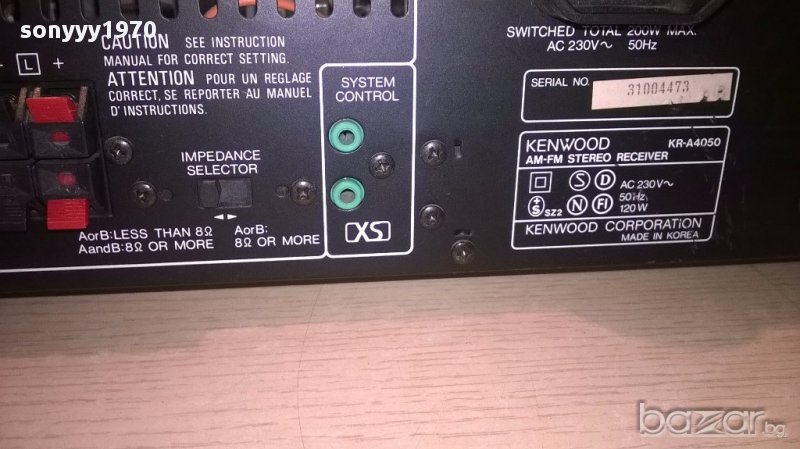 sonyyy1970
CAUTION SEE INSTRUCTION
MANUAL FOR CORRECT SETTING.
ATTENTION POUR UN REGLAGE
CORRECT, SE REPORTER AU MANUEL
D'INSTRUCTIONS.
- L +
IMPEDANCE
SELECTOR
AorB:LESS THAN 8Ω
AandB:8Ω OR MORE
AorB:
8Ω OR MORE
SYSTEM
CONTROL
XS
SWITCHED TOTAL 200W MAX.
AC 230V~ 50Hz
SERIAL NO. 31004473
KENWOOD KR-A4050
AM-FM STEREO RECEIVER
S D AC 230V~
50Hz
S SZ2 N FI 120W
KENWOOD CORPORATION
MADE IN KOREA
bazar.bg